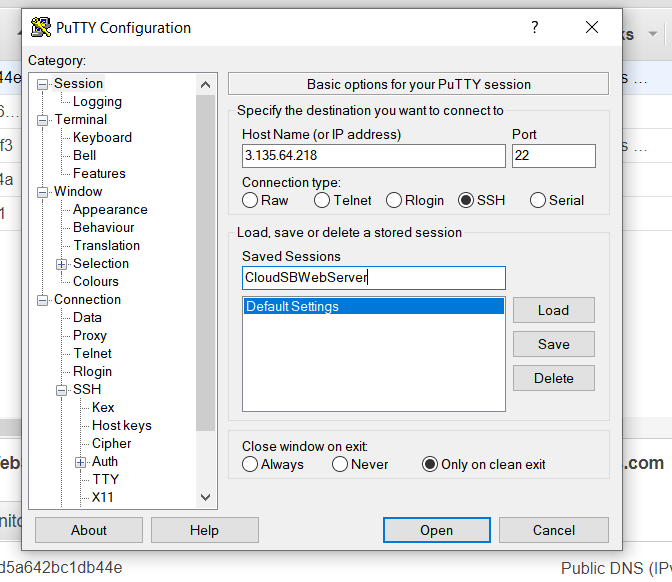 PuTTY Configuration
?
ks
Category:
44e
6...
f3
4a
1
s ...
s ...
Session
Logging
Terminal
Keyboard
Bell
Features
Window
Appearance
Behaviour
Translation
Selection
Colours
Connection
Data
Proxy
Telnet
Rlogin
SSH
Kex
Host keys
Cipher
Auth
TTY
X11
Basic options for your PuTTY session
Specify the destination you want to connect to
Host Name (or IP address)
Port
3.135.64.218
22
Connection type:
Raw
Telnet
Rlogin
SSH
Serial
Load, save or delete a stored session
Saved Sessions
CloudSBWebServer
Default Settings
Load
Save
Delete
Close window on exit:
Always
Never
Only on clean exit
About
Help
Open
Cancel
s.com
d5a642bc1db44e
Public DNS (IPv